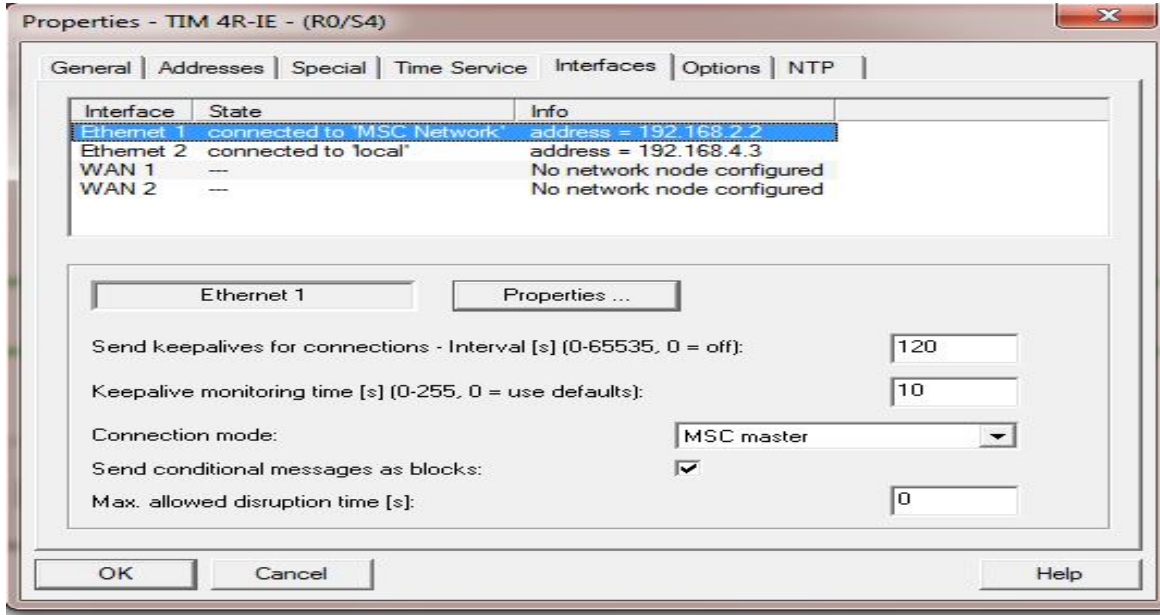 Properties - TIM 4R-IE - (R0/S4)
General Addresses Special Time Service Interfaces Options NTP
Interface State Info
Ethernet 1 connected to 'MSC Network' address = 192.168.2.2
Ethernet 2 connected to 'local' address = 192.168.4.3
WAN 1 --- No network node configured
WAN 2 --- No network node configured
Ethernet 1 Properties ...
Send keepalives for connections - Interval [s] (0-65535, 0 = off): 120
Keepalive monitoring time [s] (0-255, 0 = use defaults): 10
Connection mode: MSC master
Send conditional messages as blocks:
Max. allowed disruption time [s]: 0
OK Cancel Help